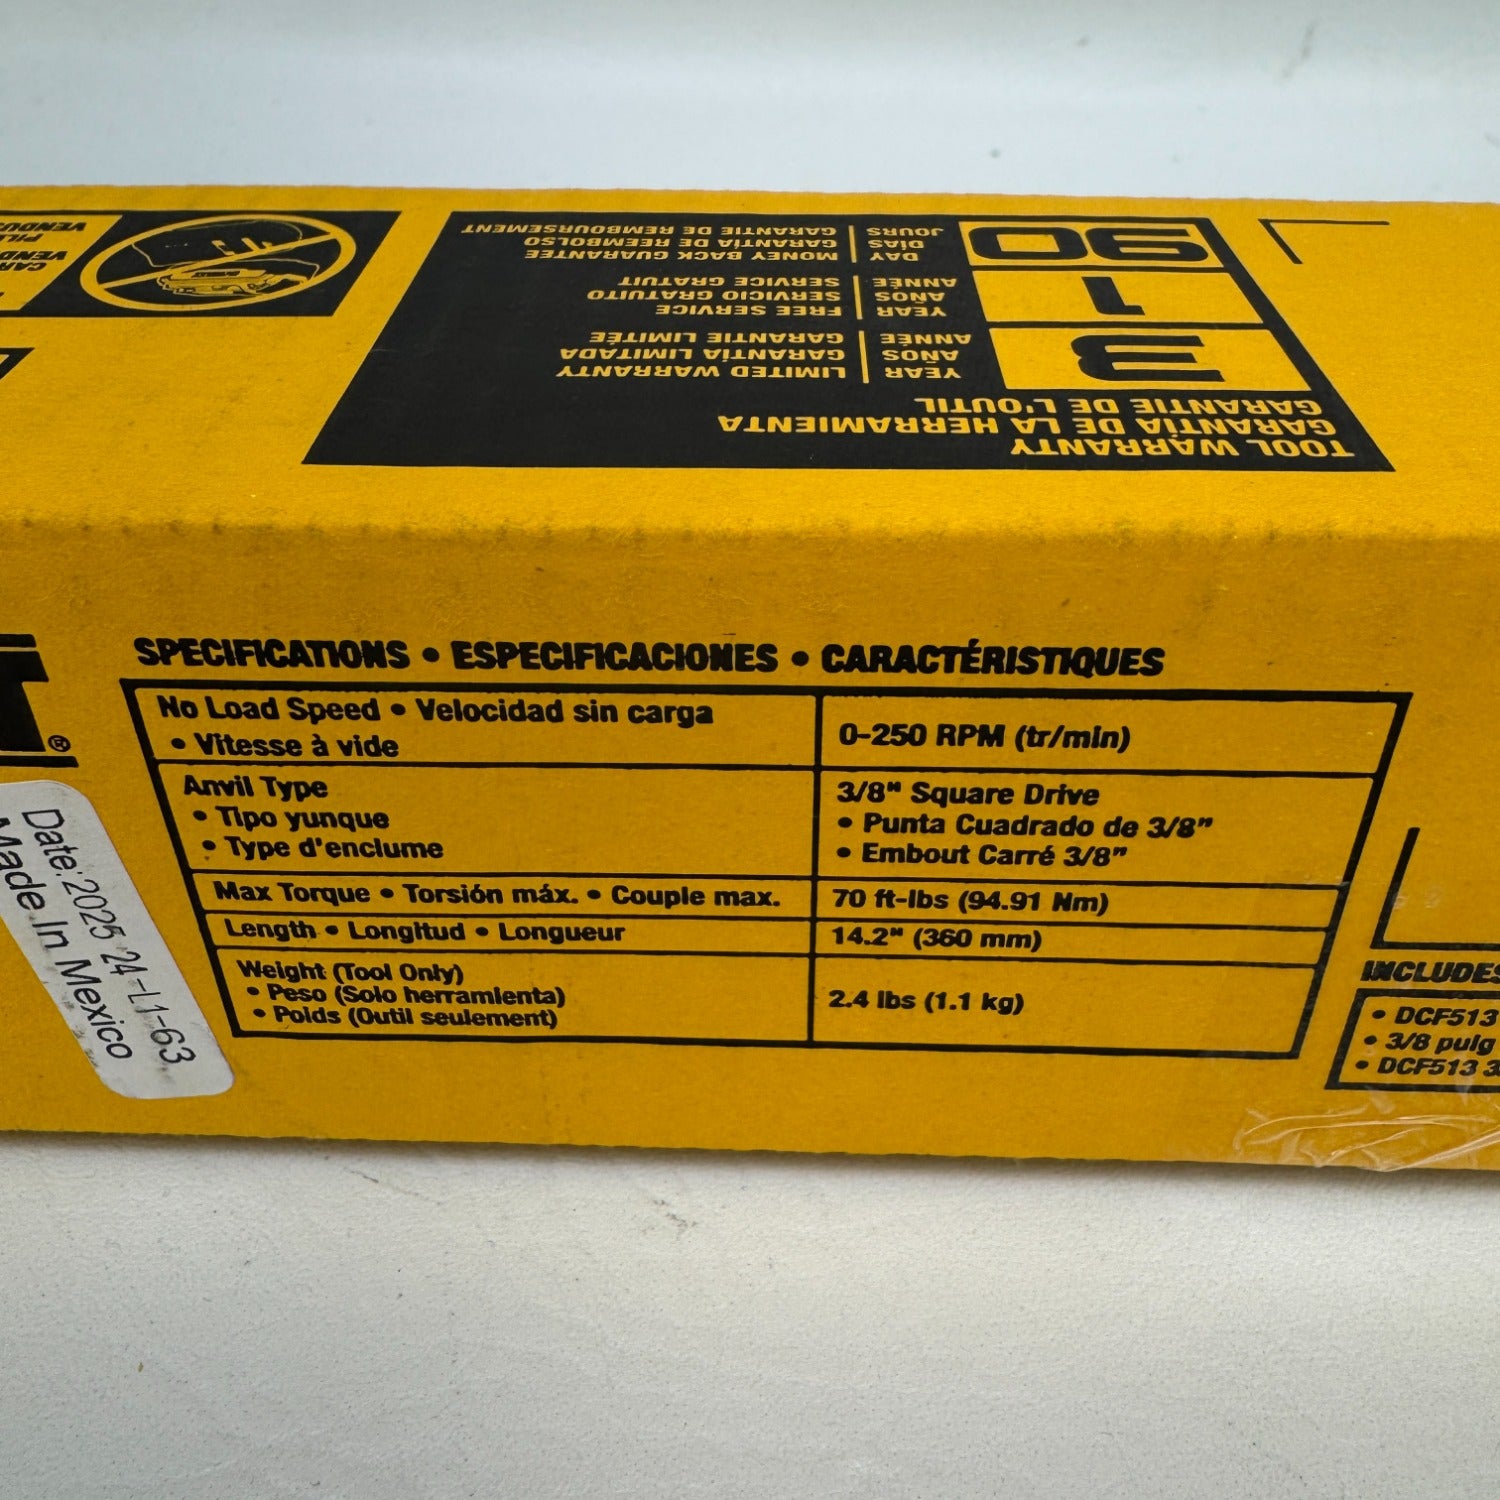 TOOL WARRANTY
GARANTÍA DE LA HERRAMIENTA
GARANTIE DE L'OUTIL
3
YEAR
AÑOS
ANNÉE
LIMITED WARRANTY
GARANTÍA LIMITADA
GARANTIE LIMITÉE
1
YEAR
AÑOS
ANNÉE
FREE SERVICE
SERVICIO GRATUITO
SERVICE GRATUIT
90
DAY
DÍAS
JOURS
MONEY BACK GUARANTEE
GARANTÍA DE REEMBOLSO
GARANTIE DE REMBOURSEMENT
T®
SPECIFICATIONS • ESPECIFICACIONES • CARACTÉRISTIQUES
No Load Speed • Velocidad sin carga
• Vitesse à vide
0-250 RPM (tr/min)
Anvil Type
• Tipo yunque
• Type d'enclume
3/8" Square Drive
• Punta Cuadrado de 3/8"
• Embout Carré 3/8"
Max Torque • Torsión máx. • Couple max.
70 ft-lbs (94.91 Nm)
Length • Longitud • Longueur
14.2" (360 mm)
Weight (Tool Only)
• Peso (Solo herramienta)
• Poids (Outil seulement)
2.4 lbs (1.1 kg)
Date: 2025 24-L1-63
Made In Mexico
INCLUDES
• DCF513
• 3/8 pulg
• DCF513 3